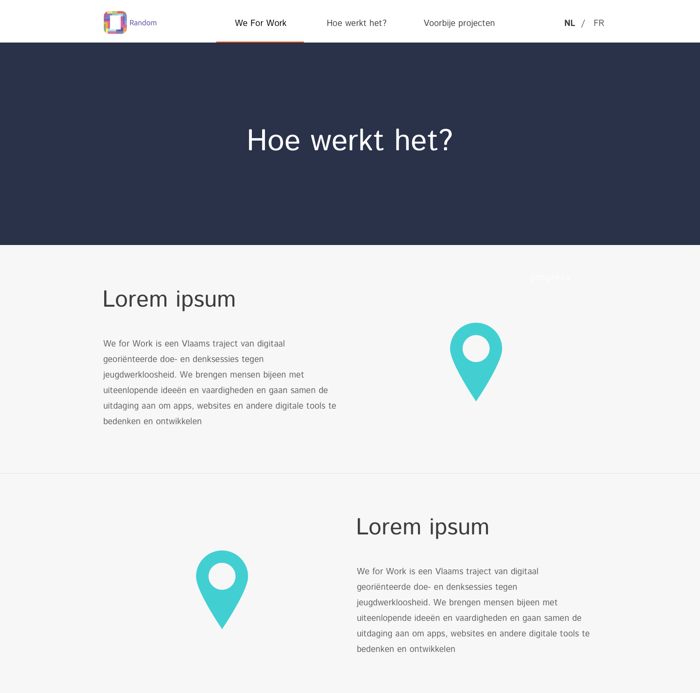 Random
We For Work
Hoe werkt het?
Voorbije projecten
NL / FR
Hoe werkt het?
Lorem ipsum
We for Work is een Vlaams traject van digitaal
georiënteerde doe- en denksessies tegen
jeugdwerkloosheid. We brengen mensen bijeen met
uiteenlopende ideeën en vaardigheden en gaan samen de
uitdaging aan om apps, websites en andere digitale tools te
bedenken en ontwikkelen
Lorem ipsum
We for Work is een Vlaams traject van digitaal
georiënteerde doe- en denksessies tegen
jeugdwerkloosheid. We brengen mensen bijeen met
uiteenlopende ideeën en vaardigheden en gaan samen de
uitdaging aan om apps, websites en andere digitale tools te
bedenken en ontwikkelen